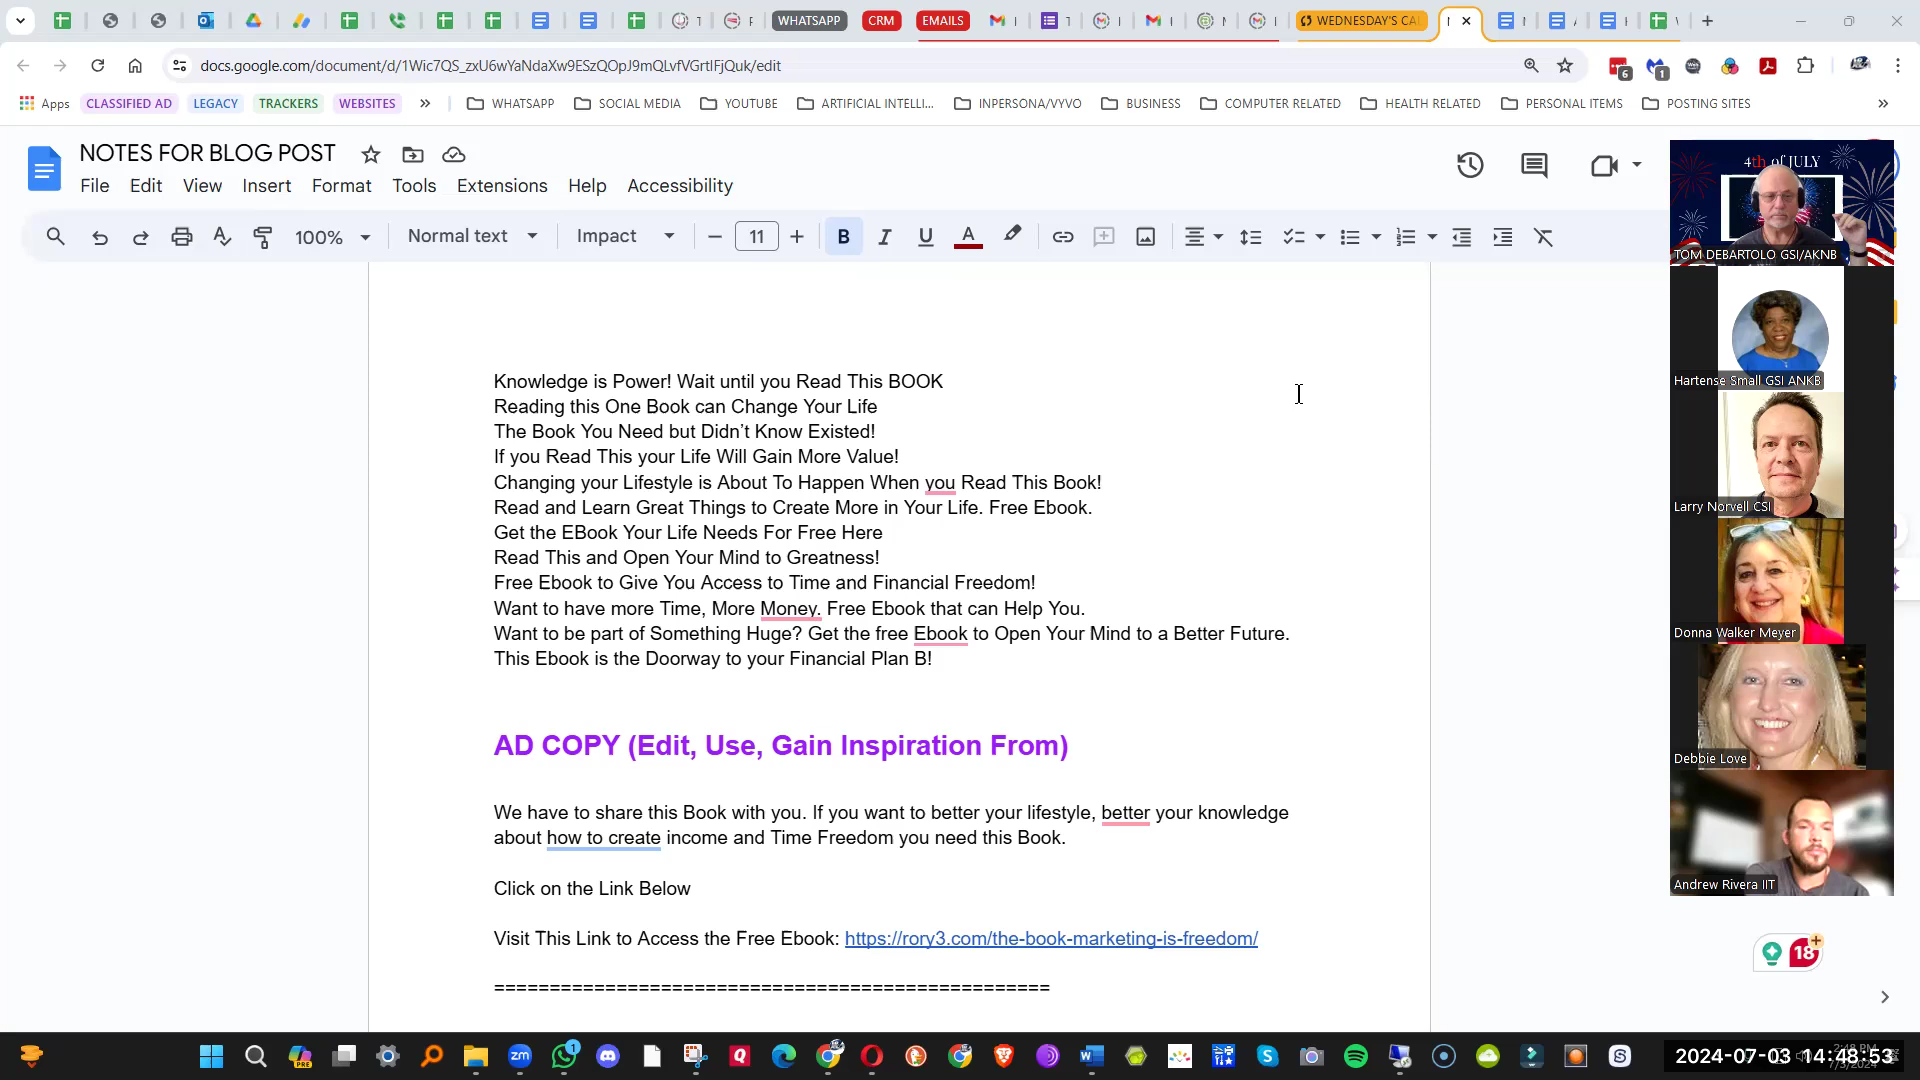 WHATSAPP
CRM
EMAILS
WEDNESDAY'S CA
docs.google.com/document/d/1Wic7QS_zxU6wYaNdaXw9ESzQOpJ9mQLvfVGrtIFjQuk/edit
6
1
Apps
CLASSIFIED AD
LEGACY
TRACKERS
WEBSITES
WHATSAPP
SOCIAL MEDIA
YOUTUBE
ARTIFICIAL INTELLI...
INPERSONA/VYVO
BUSINESS
COMPUTER RELATED
HEALTH RELATED
PERSONAL ITEMS
POSTING SITES
NOTES FOR BLOG POST
File Edit View Insert Format Tools Extensions Help Accessibility
100%
Normal text
Impact
11
Knowledge is Power! Wait until you Read This BOOK
Reading this One Book can Change Your Life
The Book You Need but Didn’t Know Existed!
If you Read This your Life Will Gain More Value!
Changing your Lifestyle is About To Happen When you Read This Book!
Read and Learn Great Things to Create More in Your Life. Free Ebook.
Get the EBook Your Life Needs For Free Here
Read This and Open Your Mind to Greatness!
Free Ebook to Give You Access to Time and Financial Freedom!
Want to have more Time, More Money. Free Ebook that can Help You.
Want to be part of Something Huge? Get the free Ebook to Open Your Mind to a Better Future.
This Ebook is the Doorway to your Financial Plan B!
AD COPY (Edit, Use, Gain Inspiration From)
We have to share this Book with you. If you want to better your lifestyle, better your knowledge
about how to create income and Time Freedom you need this Book.
Click on the Link Below
Visit This Link to Access the Free Ebook: https://rory3.com/the-book-marketing-is-freedom/
==================================================
4th of JULY
TOM DEBARTOLO GSI/AKNB
Hartense Small GSI ANKB
Larry Norvell CSI
Donna Walker Meyer
Debbie Love
Andrew Rivera IIT
18
2024-07-03 14:48:53